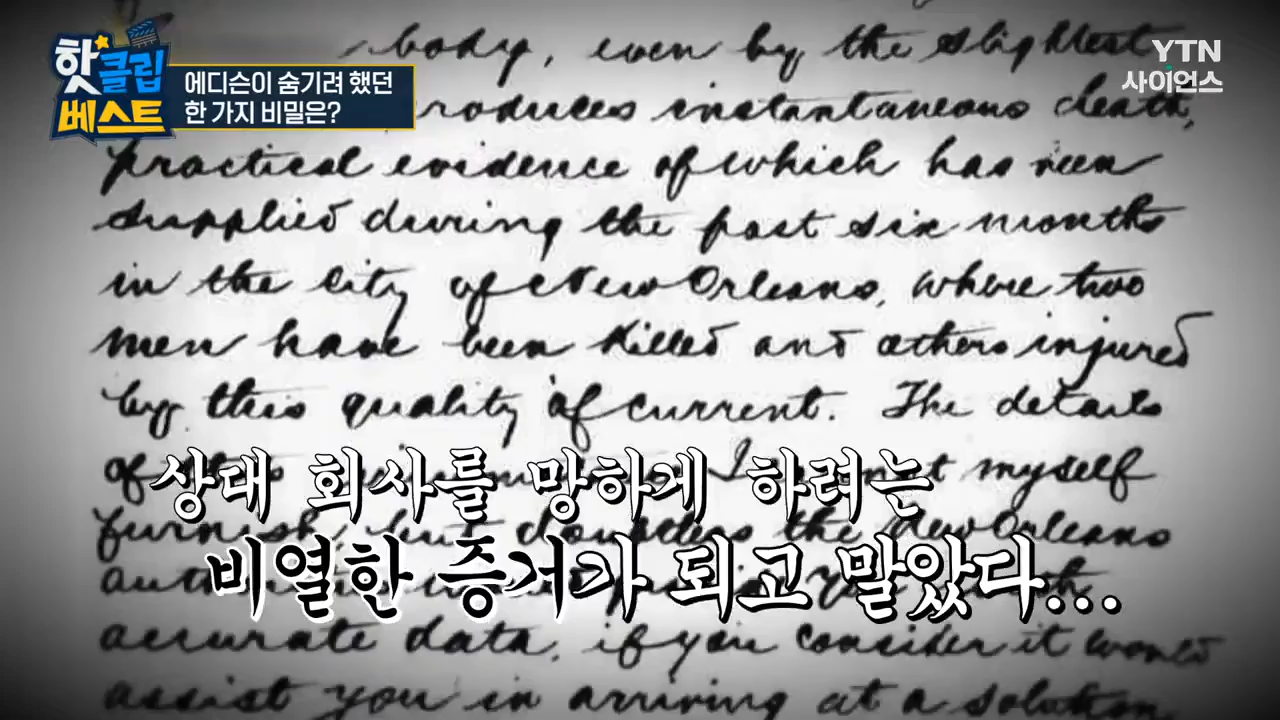 핫클립
베스트
에디슨이 숨기려 했던
한 가지 비밀은?
YTN
사이언스
body, even by the slightest
roduces instantaneous death,
practical evidence of which has been
supplied during the past six months
in the city of New Orleans, where two
men have been killed and others injured
by this quality of current. The details
of myself
furnish, but doubtless the New Orleans
accurate data, if you consider it would
assist you in arriving at a solution,
상대 회사를 망하게 하려는
비열한 증거가 되고 말았다...